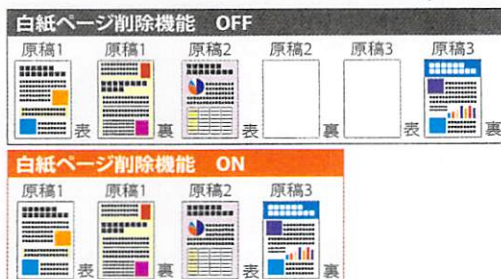 白紙ページ削除機能 OFF
原稿1 原稿1 原稿2 原稿2 原稿3 原稿3
表 裏 表 裏 表 裏
白紙ページ削除機能 ON
原稿1 原稿1 原稿2 原稿3
表 裏 表 裏